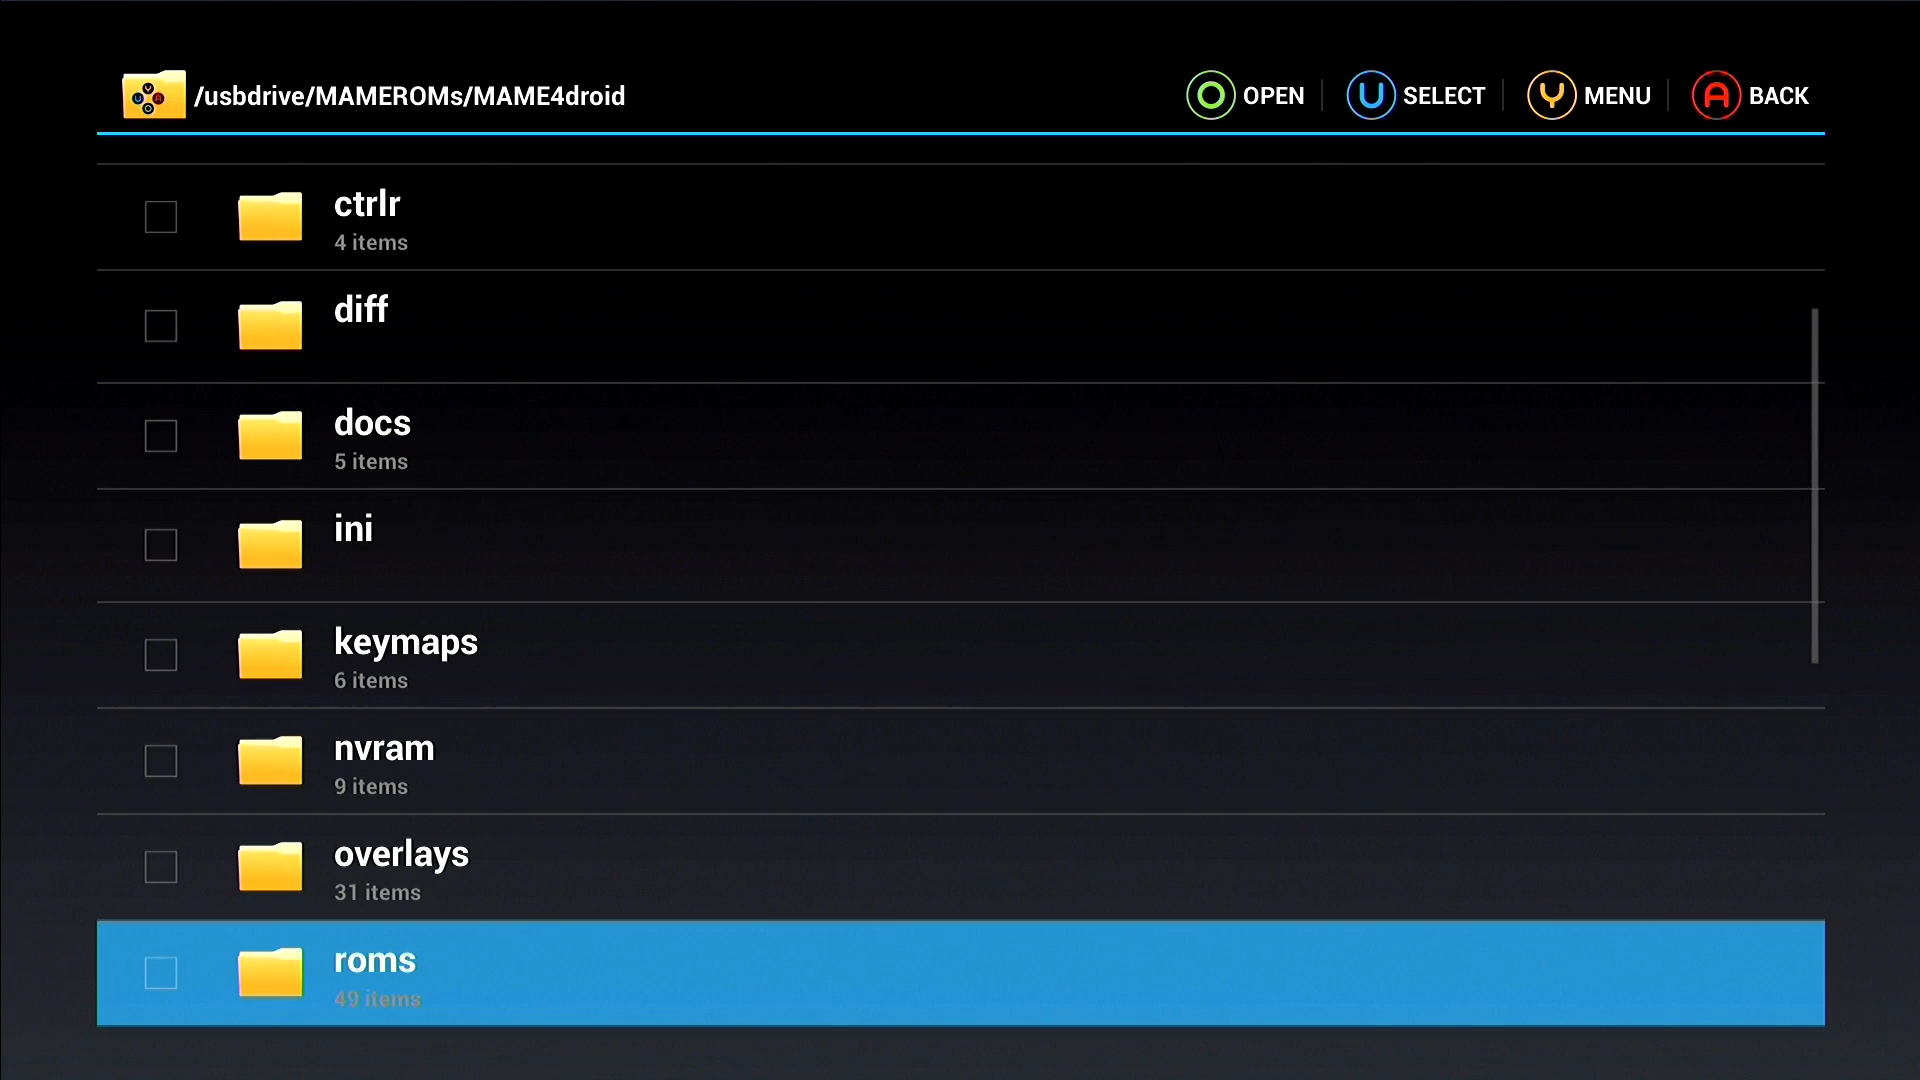 /usbdrive/MAMEROMs/MAME4droid
O OPEN U SELECT Y MENU A BACK
ctrlr
4 items
diff
docs
5 items
ini
keymaps
6 items
nvram
9 items
overlays
31 items
roms
49 items